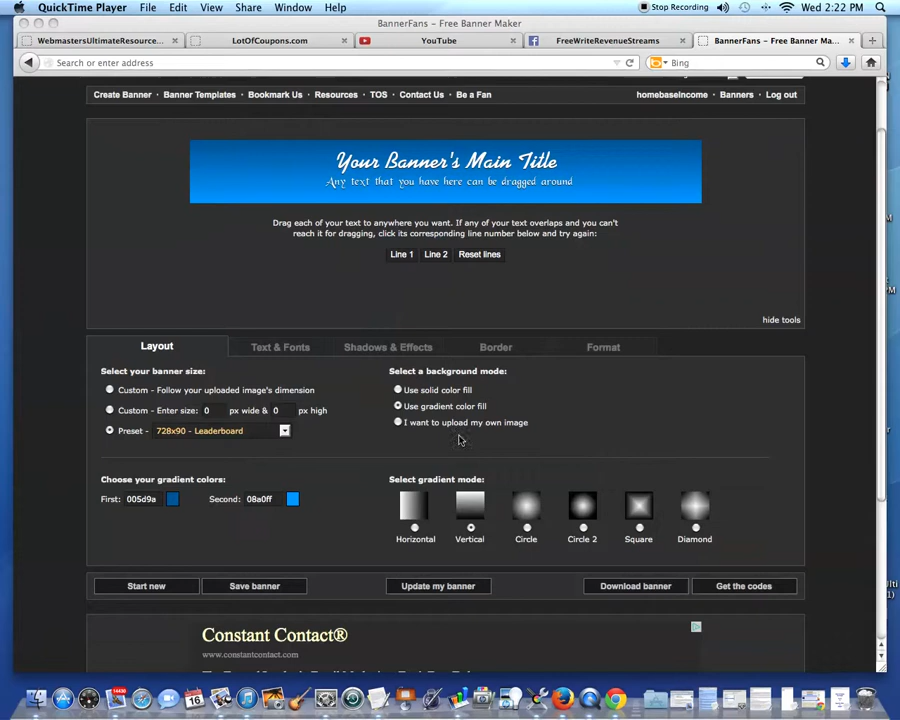 QuickTime Player File Edit View Share Window Help Stop Recording Wed 2:22 PM
BannerFans – Free Banner Maker
WebmastersUltimateResource... LotOfCoupons.com YouTube FreeWriteRevenueStreams BannerFans – Free Banner Ma...
Search or enter address Bing
Create Banner • Banner Templates • Bookmark Us • Resources • TOS • Contact Us • Be a Fan homebaseincome • Banners • Log out
Your Banner's Main Title
Any text that you have here can be dragged around
Drag each of your text to anywhere you want. If any of your text overlaps and you can't
reach it for dragging, click its corresponding line number below and try again:
Line 1 Line 2 Reset lines
hide tools
Layout Text & Fonts Shadows & Effects Border Format
Select your banner size: Select a background mode:
Custom - Follow your uploaded image's dimension Use solid color fill
Custom - Enter size: 0 px wide & 0 px high Use gradient color fill
Preset - 728x90 - Leaderboard I want to upload my own image
Choose your gradient colors: Select gradient mode:
First: 005d9a Second: 08a0ff
Horizontal Vertical Circle Circle 2 Square Diamond
Start new Save banner Update my banner Download banner Get the codes
Constant Contact®
www.constantcontact.com
14430
16